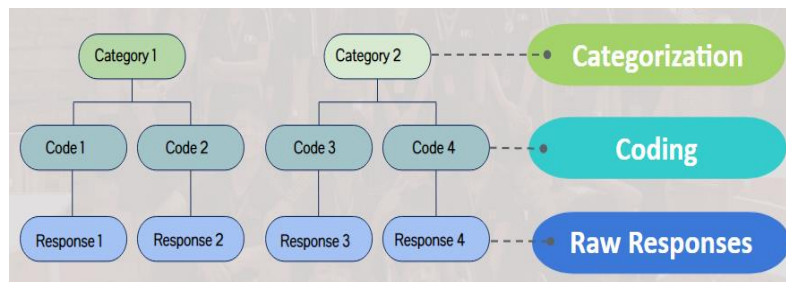 Category 1
Category 2
Categorization
Code 1
Code 2
Code 3
Code 4
Coding
Response 1
Response 2
Response 3
Response 4
Raw Responses